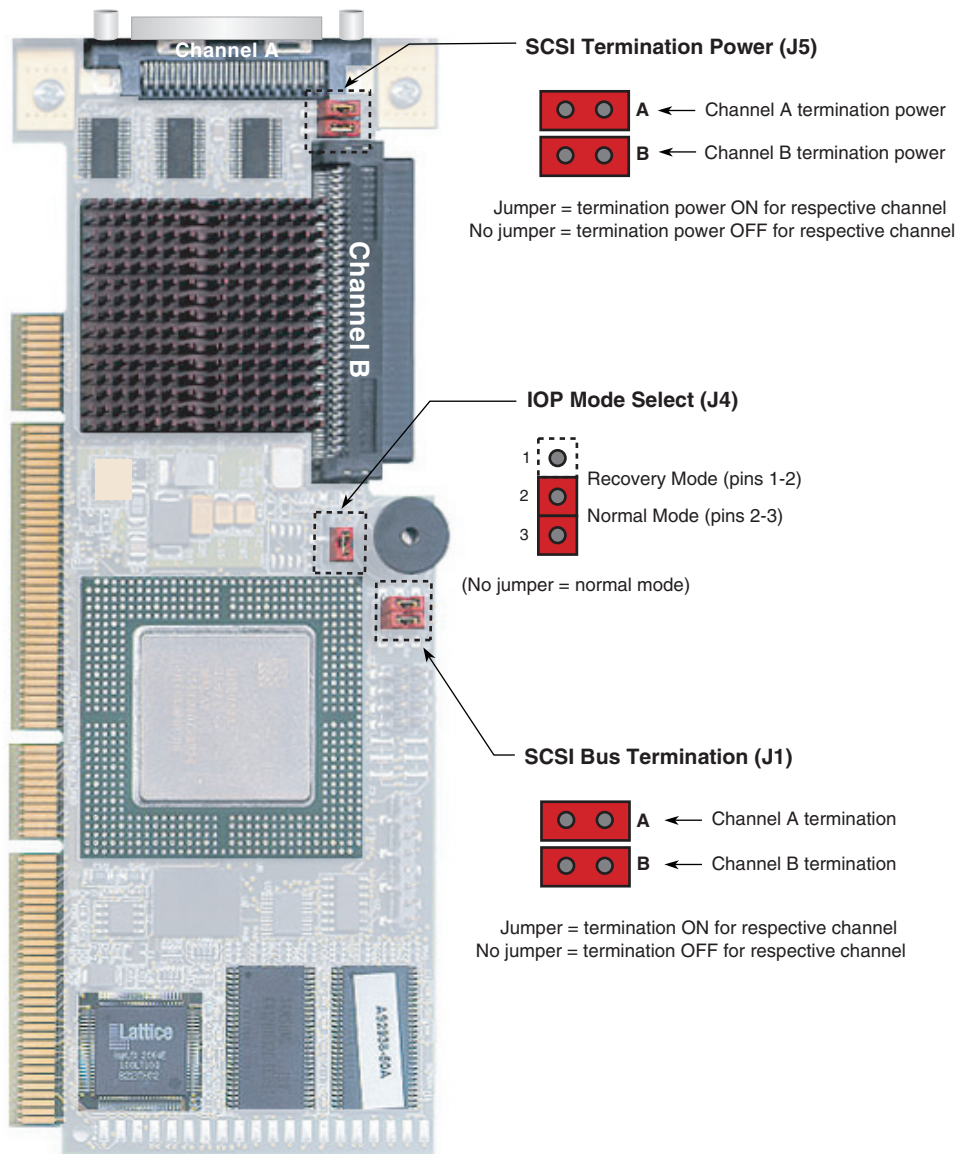 Channel A
SCSI Termination Power (J5)
A
Channel A termination power
B
Channel B termination power
Jumper = termination power ON for respective channel
No jumper = termination power OFF for respective channel
Channel B
IOP Mode Select (J4)
1
Recovery Mode (pins 1-2)
2
Normal Mode (pins 2-3)
3
(No jumper = normal mode)
SCSI Bus Termination (J1)
A
Channel A termination
B
Channel B termination
Jumper = termination ON for respective channel
No jumper = termination OFF for respective channel
Lattice